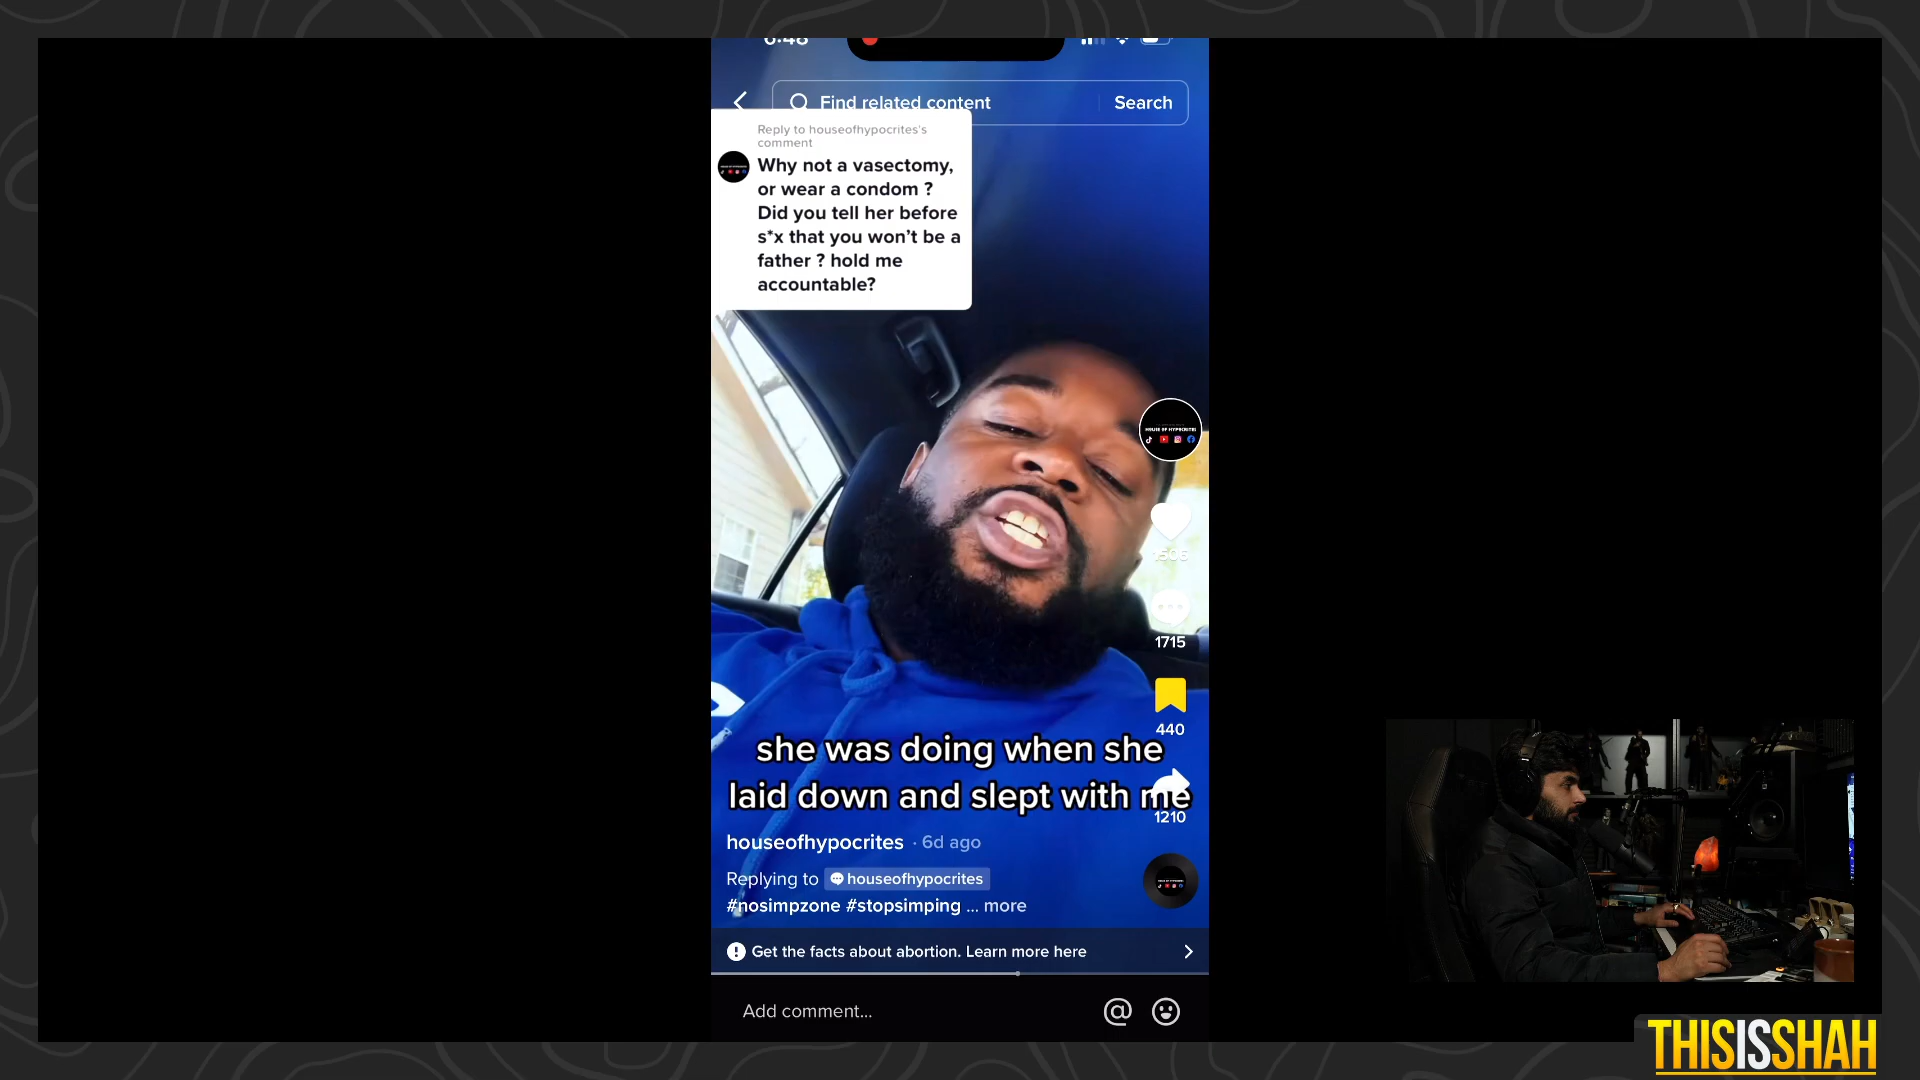 Find related content
Search
Reply to houseofhypocrites's
comment
Why not a vasectomy,
or wear a condom ?
Did you tell her before
s*x that you won't be a
father ? hold me
accountable?
HOUSE OF HYPOCRITES
1715
440
she was doing when she
laid down and slept with me
1210
houseofhypocrites · 6d ago
Replying to houseofhypocrites
#nosimpzone #stopsimping ... more
Get the facts about abortion. Learn more here
Add comment...
THISISSHAH